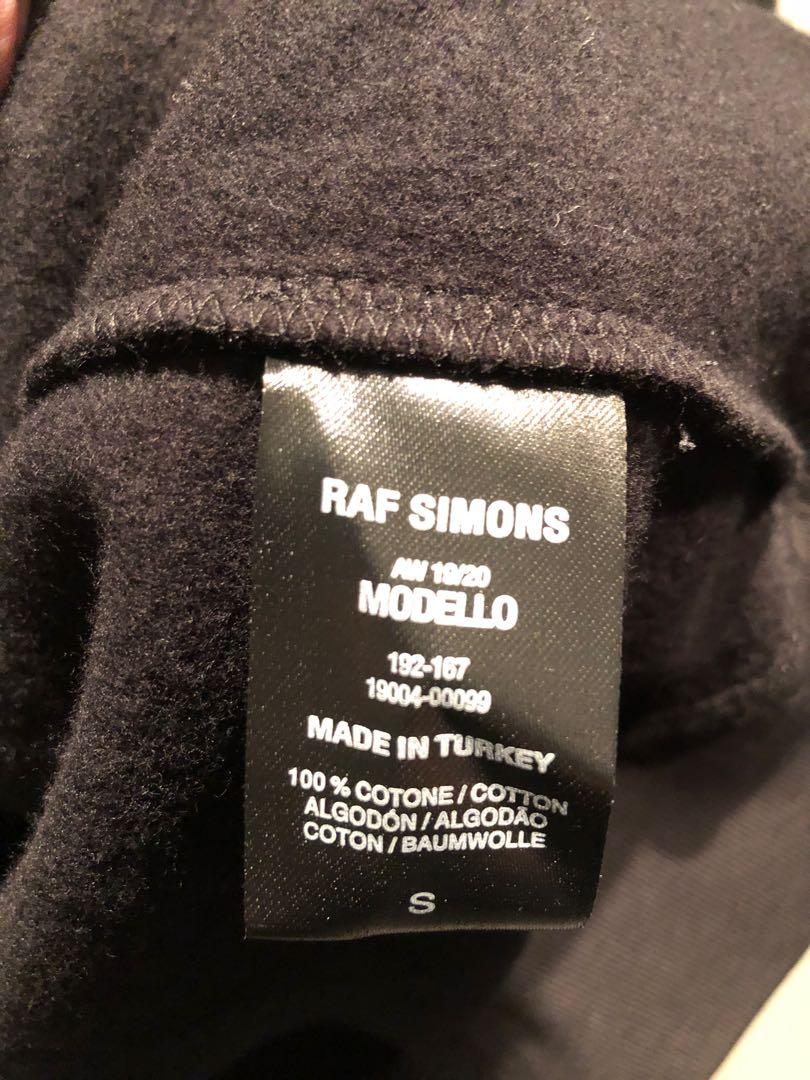 RAF SIMONS
AW 19/20
MODELLO
192-167
19004-00099
MADE IN TURKEY
100 % COTONE / COTTON
ALGODÓN / ALGODÃO
COTON / BAUMWOLLE
S